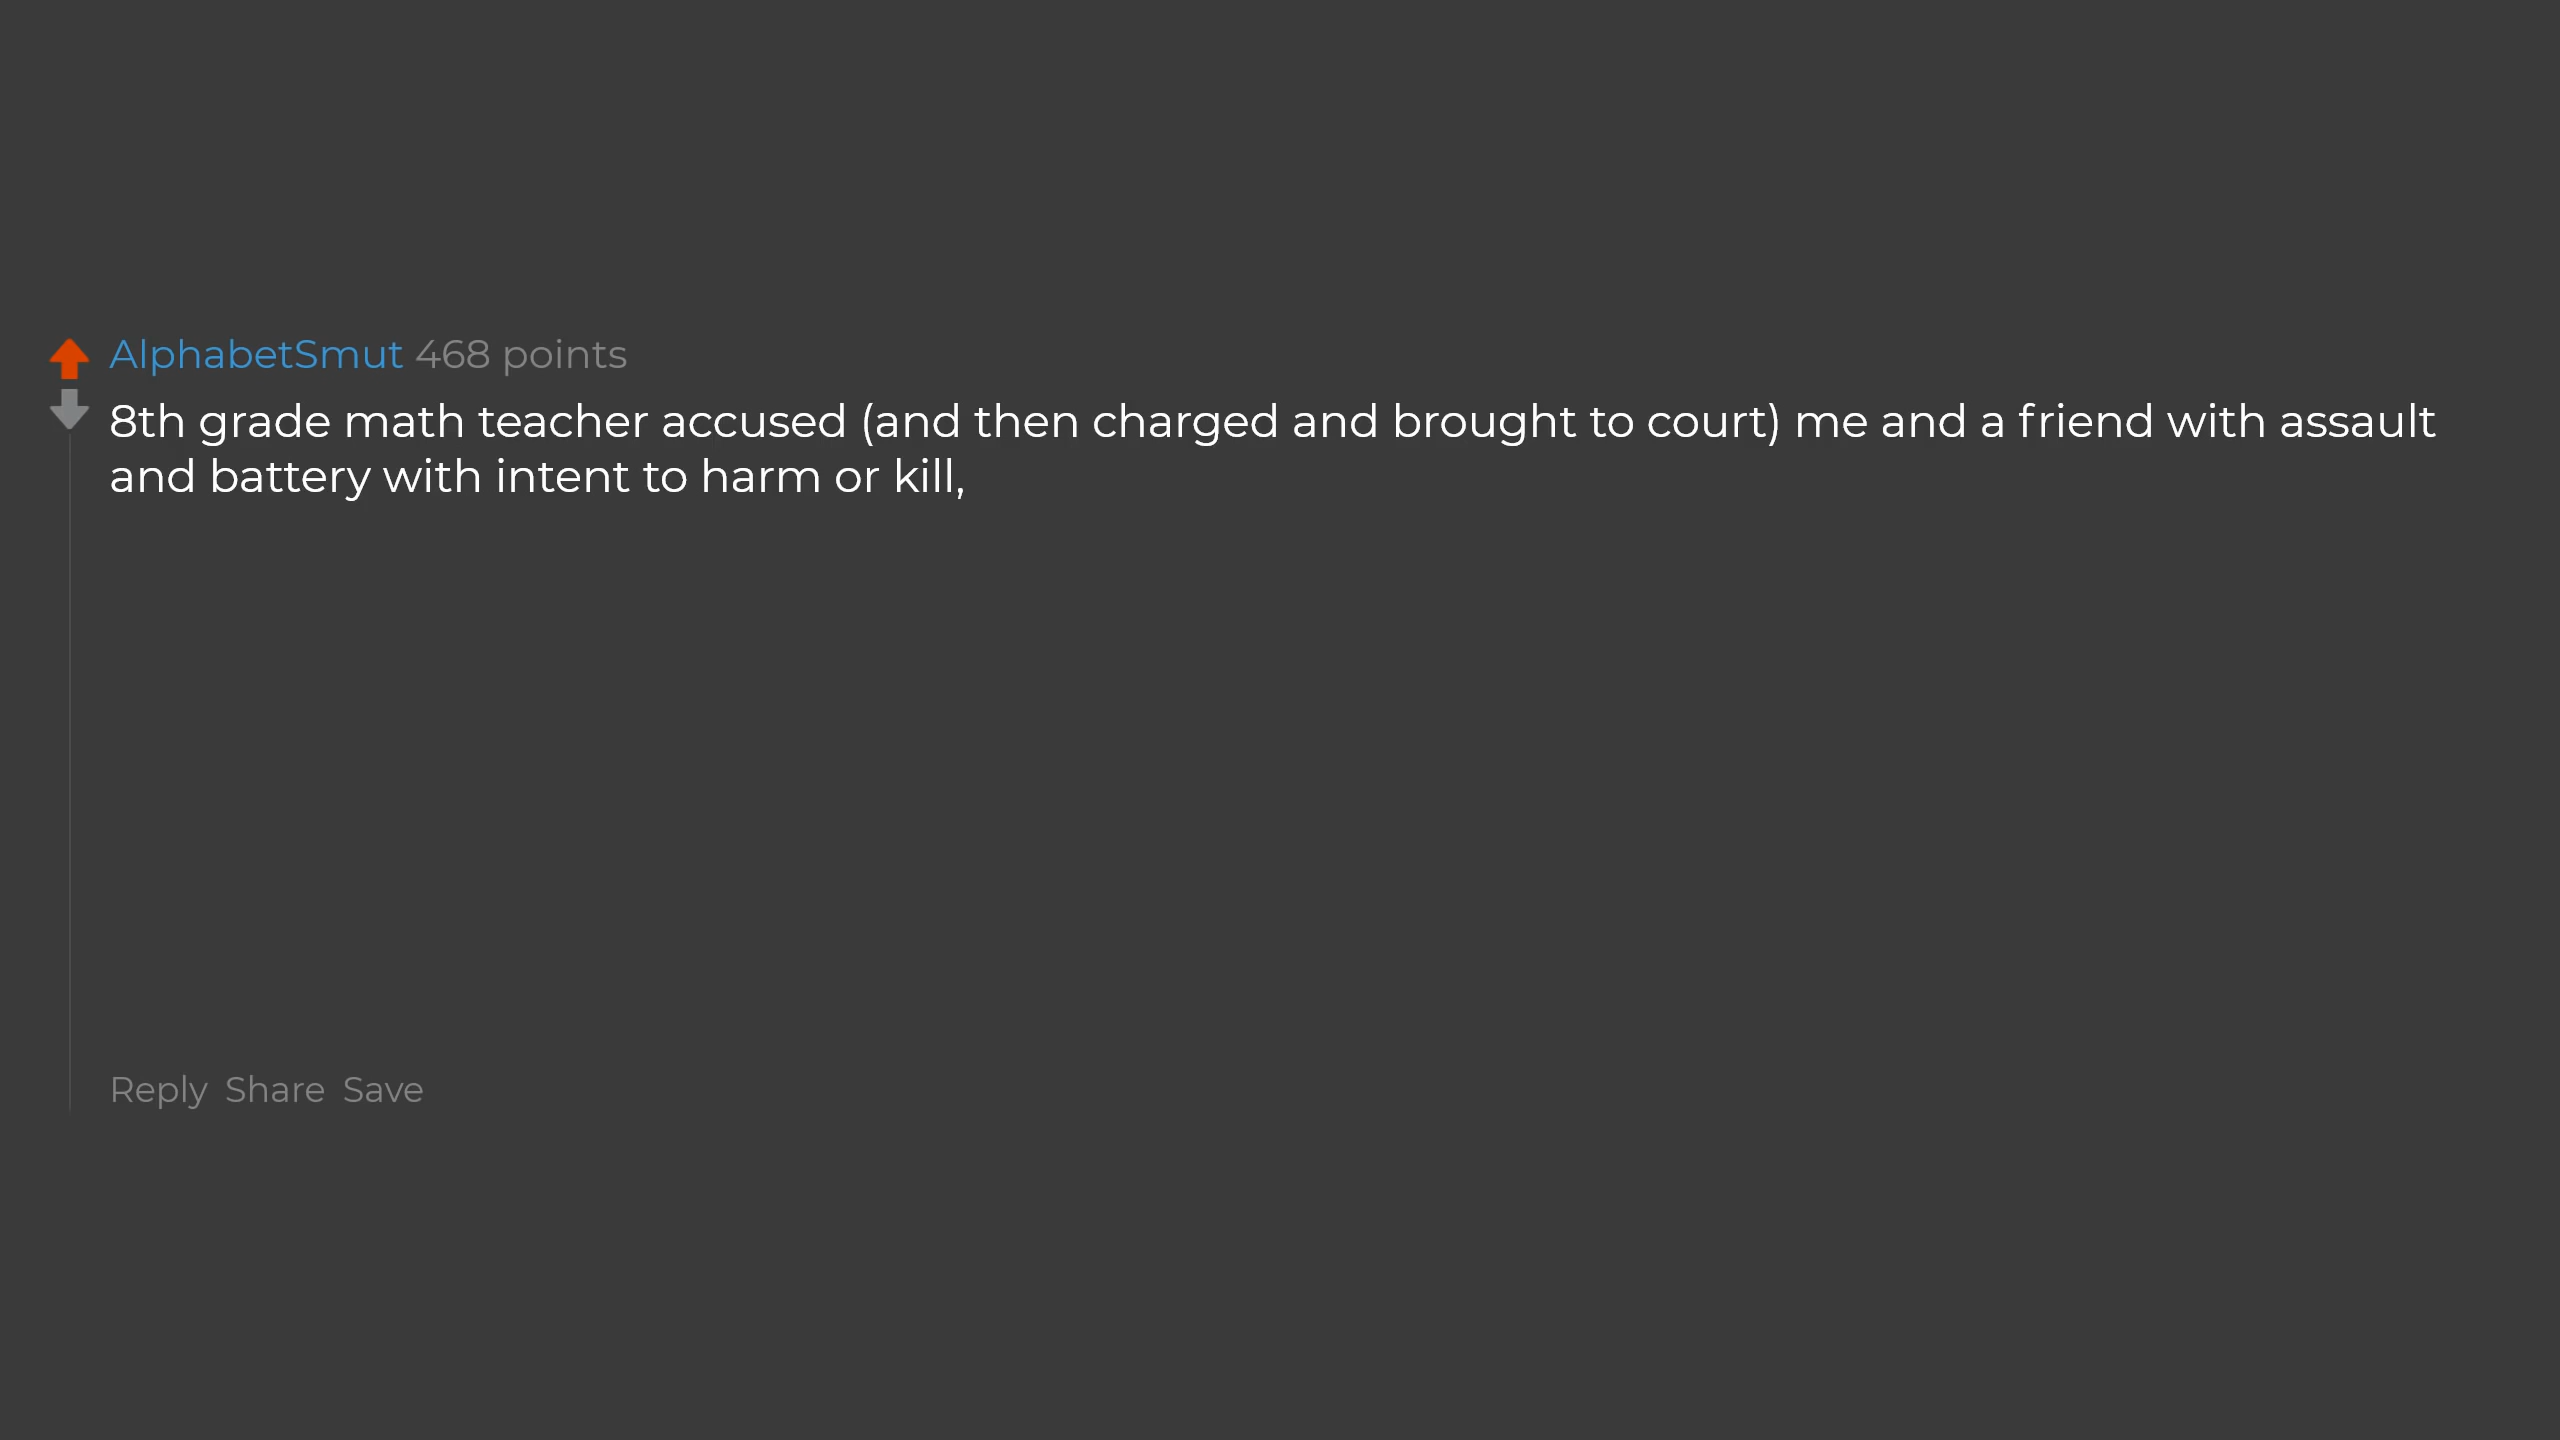 AlphabetSmut 468 points
8th grade math teacher accused (and then charged and brought to court) me and a friend with assault
and battery with intent to harm or kill,
Reply Share Save